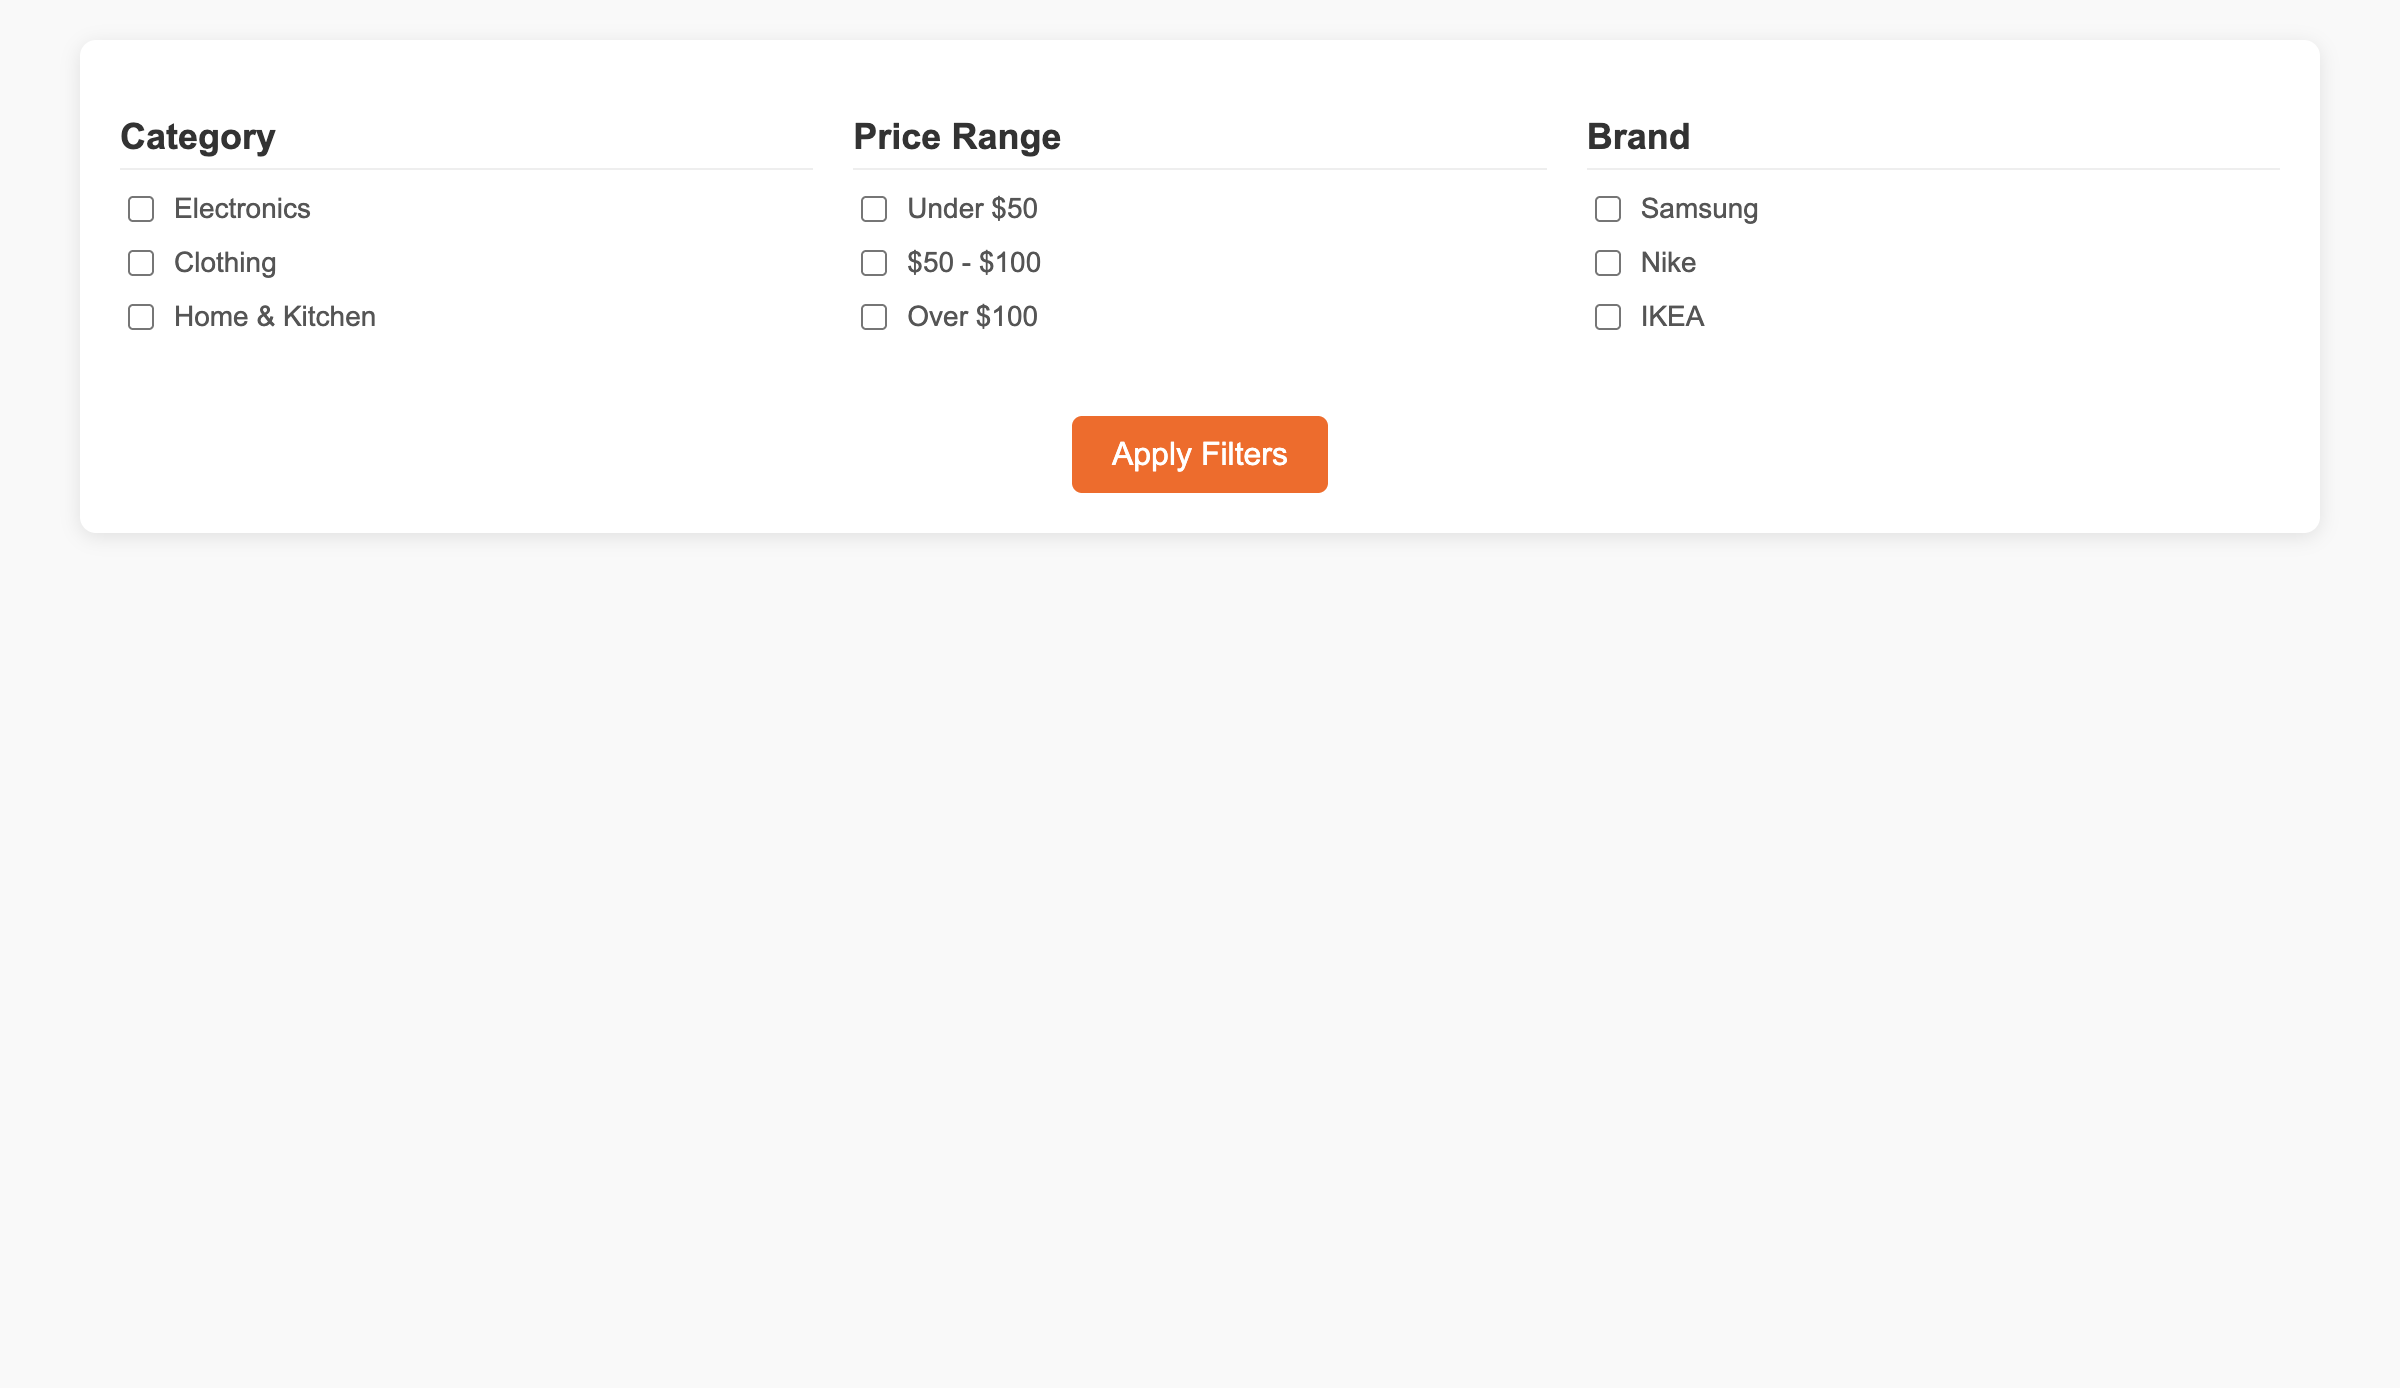 Category
Electronics
Clothing
Home & Kitchen
Price Range
Under $50
$50 - $100
Over $100
Brand
Samsung
Nike
IKEA
Apply Filters